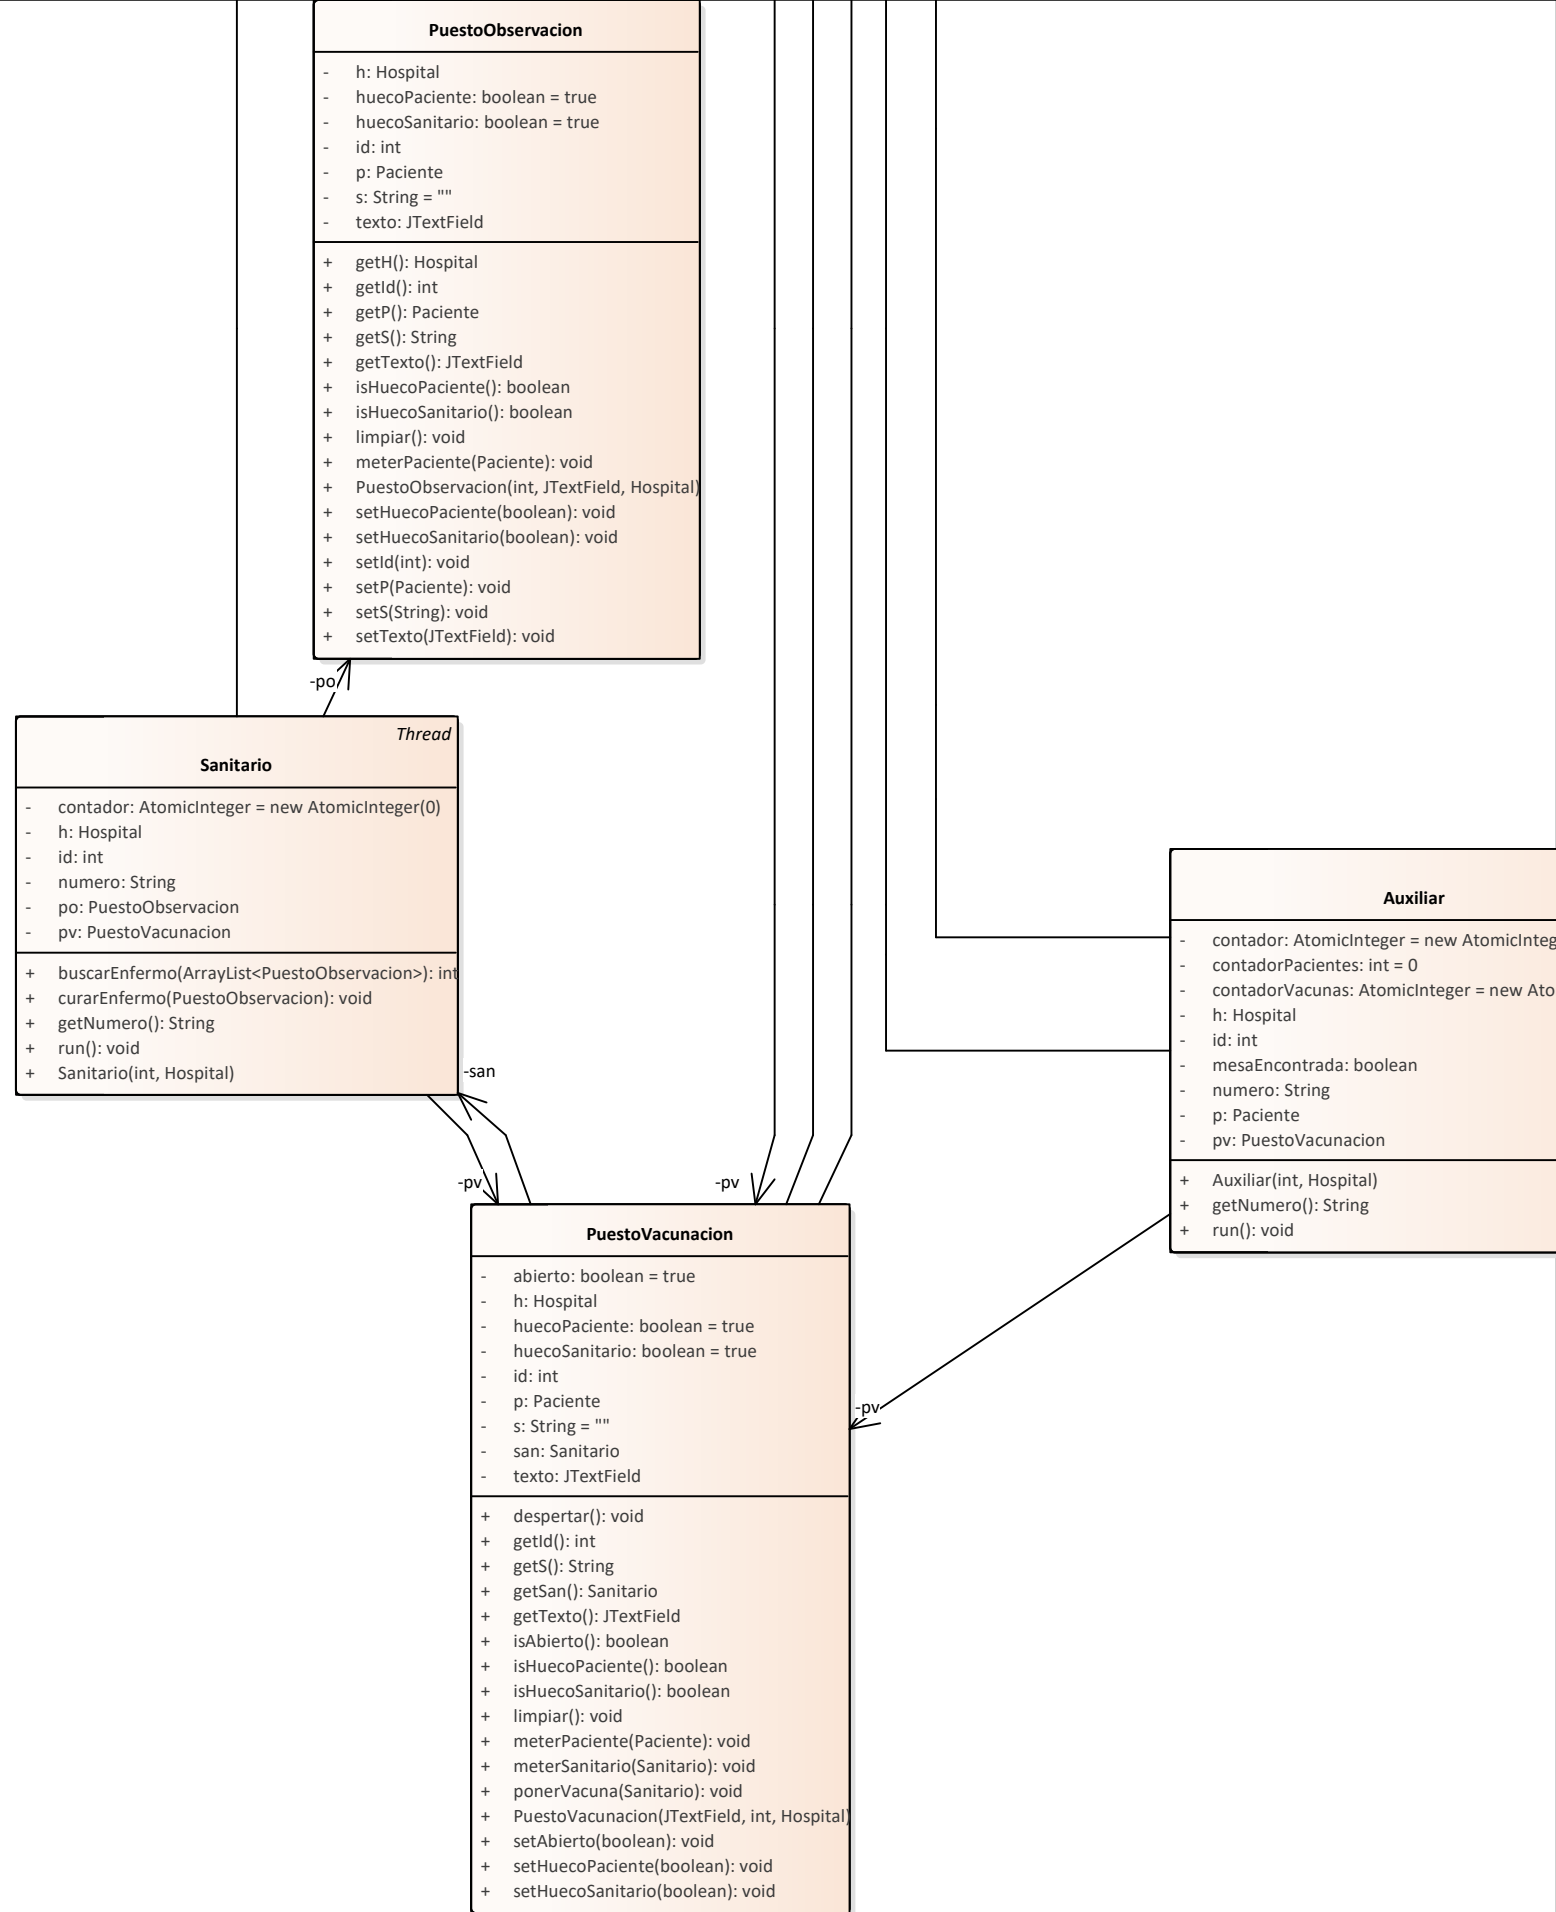 PuestoObservacion
- h: Hospital
- huecoPaciente: boolean = true
- huecoSanitario: boolean = true
- id: int
- p: Paciente
- s: String = ""
- texto: JTextField
+ getH(): Hospital
+ getId(): int
+ getP(): Paciente
+ getS(): String
+ getTexto(): JTextField
+ isHuecoPaciente(): boolean
+ isHuecoSanitario(): boolean
+ limpiar(): void
+ meterPaciente(Paciente): void
+ PuestoObservacion(int, JTextField, Hospital)
+ setHuecoPaciente(boolean): void
+ setHuecoSanitario(boolean): void
+ setId(int): void
+ setP(Paciente): void
+ setS(String): void
+ setTexto(JTextField): void
-po
Thread
Sanitario
- contador: AtomicInteger = new AtomicInteger(0)
- h: Hospital
- id: int
- numero: String
- po: PuestoObservacion
- pv: PuestoVacunacion
+ buscarEnfermo(ArrayList<PuestoObservacion>): int
+ curarEnfermo(PuestoObservacion): void
+ getNumero(): String
+ run(): void
+ Sanitario(int, Hospital)
-san
Auxiliar
- contador: AtomicInteger = new AtomicInteg
- contadorPacientes: int = 0
- contadorVacunas: AtomicInteger = new Ato
- h: Hospital
- id: int
- mesaEncontrada: boolean
- numero: String
- p: Paciente
- pv: PuestoVacunacion
+ Auxiliar(int, Hospital)
+ getNumero(): String
+ run(): void
-pv
-pv
-pv
PuestoVacunacion
- abierto: boolean = true
- h: Hospital
- huecoPaciente: boolean = true
- huecoSanitario: boolean = true
- id: int
- p: Paciente
- s: String = ""
- san: Sanitario
- texto: JTextField
+ despertar(): void
+ getId(): int
+ getS(): String
+ getSan(): Sanitario
+ getTexto(): JTextField
+ isAbierto(): boolean
+ isHuecoPaciente(): boolean
+ isHuecoSanitario(): boolean
+ limpiar(): void
+ meterPaciente(Paciente): void
+ meterSanitario(Sanitario): void
+ ponerVacuna(Sanitario): void
+ PuestoVacunacion(JTextField, int, Hospital)
+ setAbierto(boolean): void
+ setHuecoPaciente(boolean): void
+ setHuecoSanitario(boolean): void